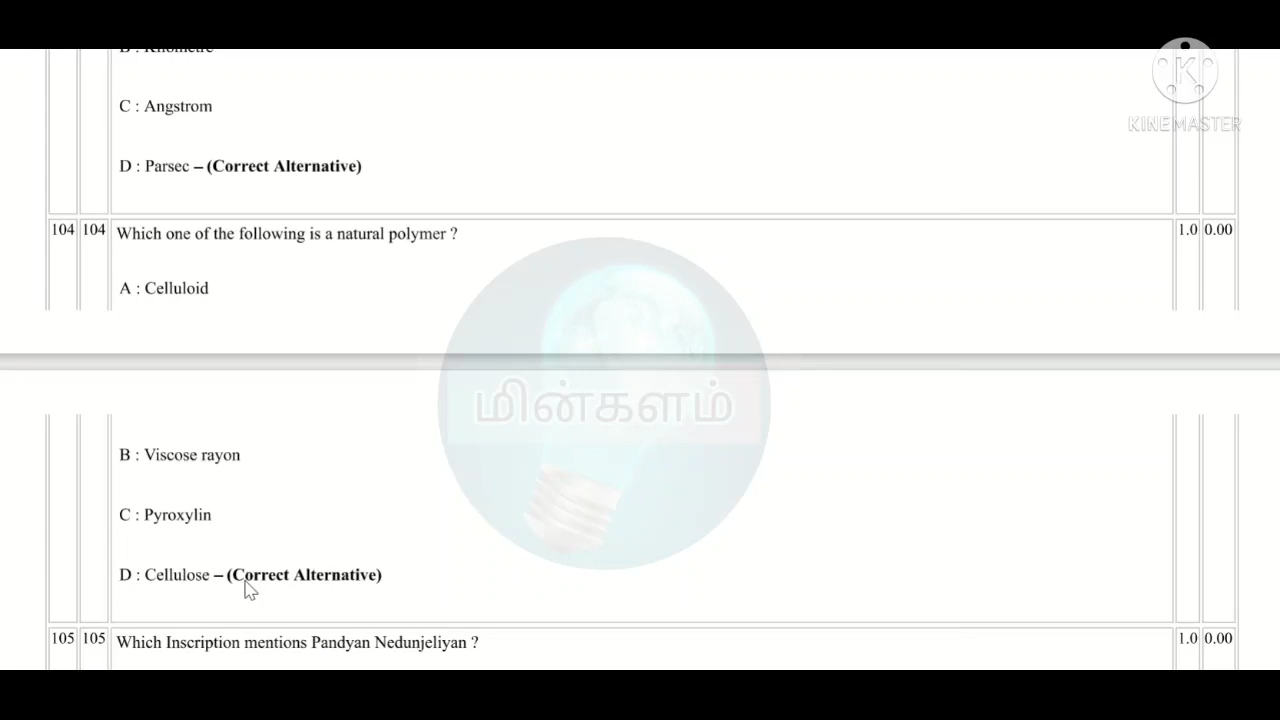 C : Angstrom
D : Parsec – (Correct Alternative)
KINEMASTER
104 104 Which one of the following is a natural polymer ? 1.0 0.00
A : Celluloid
மின்களம்
B : Viscose rayon
C : Pyroxylin
D : Cellulose – (Correct Alternative)
105 105 Which Inscription mentions Pandyan Nedunjeliyan ? 1.0 0.00